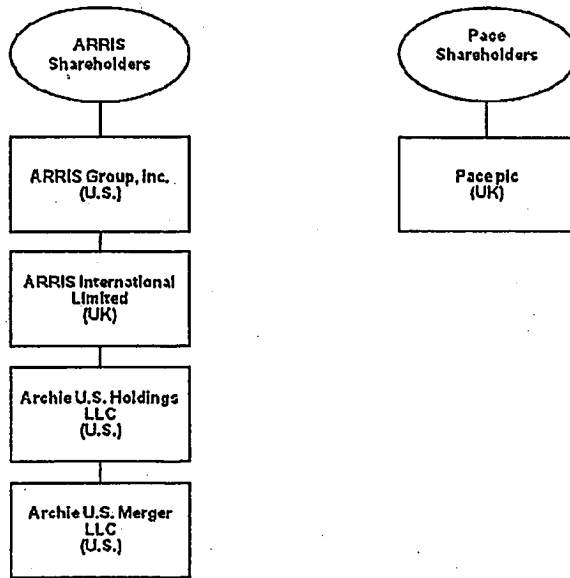 ARRIS
Shareholders
ARRIS Group, Inc.
(U.S.)
ARRIS International
Limited
(UK)
Archie U.S. Holdings
LLC
(U.S.)
Archie U.S. Merger
LLC
(U.S.)
Pace
Shareholders
Pace plc
(UK)